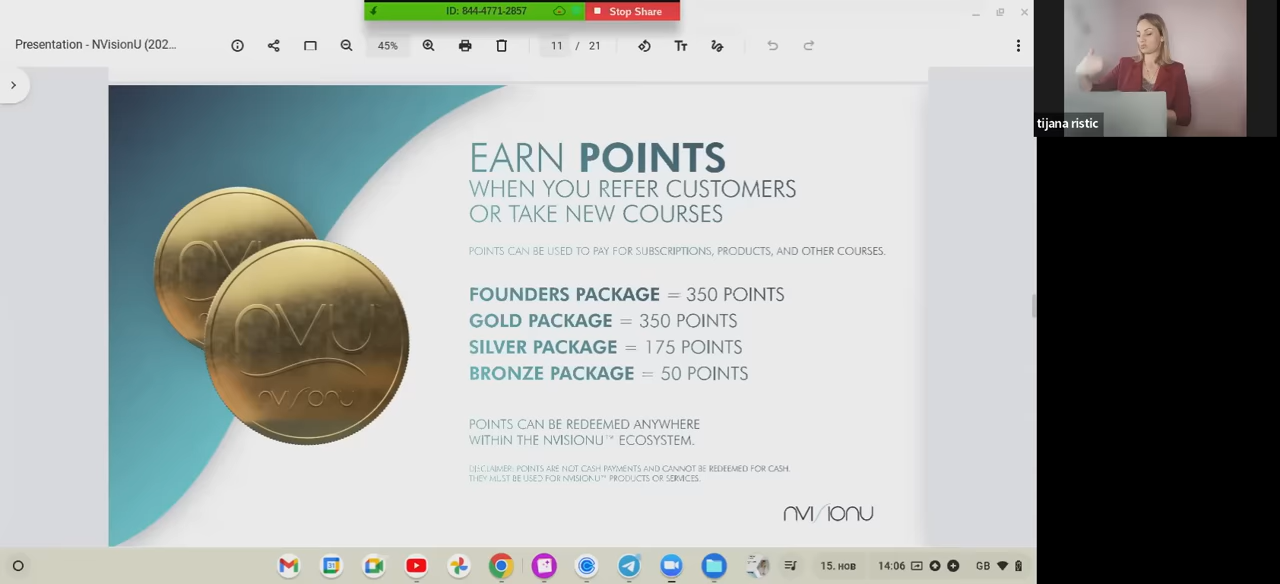 ID: 844-4771-2857
Stop Share
Presentation - NVisionU (202...
45%
11 / 21
tijana ristic
EARN POINTS
WHEN YOU REFER CUSTOMERS
OR TAKE NEW COURSES
POINTS CAN BE USED TO PAY FOR SUBSCRIPTIONS, PRODUCTS, AND OTHER COURSES.
FOUNDERS PACKAGE = 350 POINTS
GOLD PACKAGE = 350 POINTS
SILVER PACKAGE = 175 POINTS
BRONZE PACKAGE = 50 POINTS
POINTS CAN BE REDEEMED ANYWHERE
WITHIN THE NVISIONU™ ECOSYSTEM.
DISCLAIMER: POINTS ARE NOT CASH PAYMENTS AND CANNOT BE REDEEMED FOR CASH.
THEY MUST BE USED FOR NVISIONU™ PRODUCTS OR SERVICES.
NVU
NVISIONU
NVISIONU
15. нов
14:06
GB